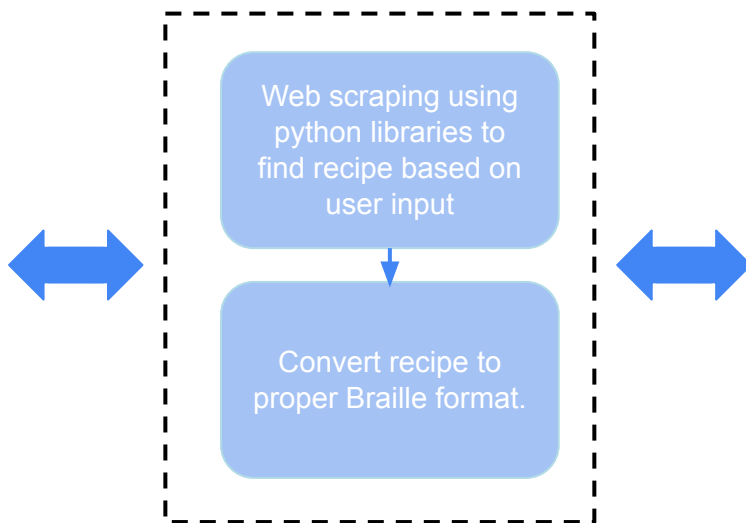 Web scraping using
python libraries to
find recipe based on
user input
Convert recipe to
proper Braille format.